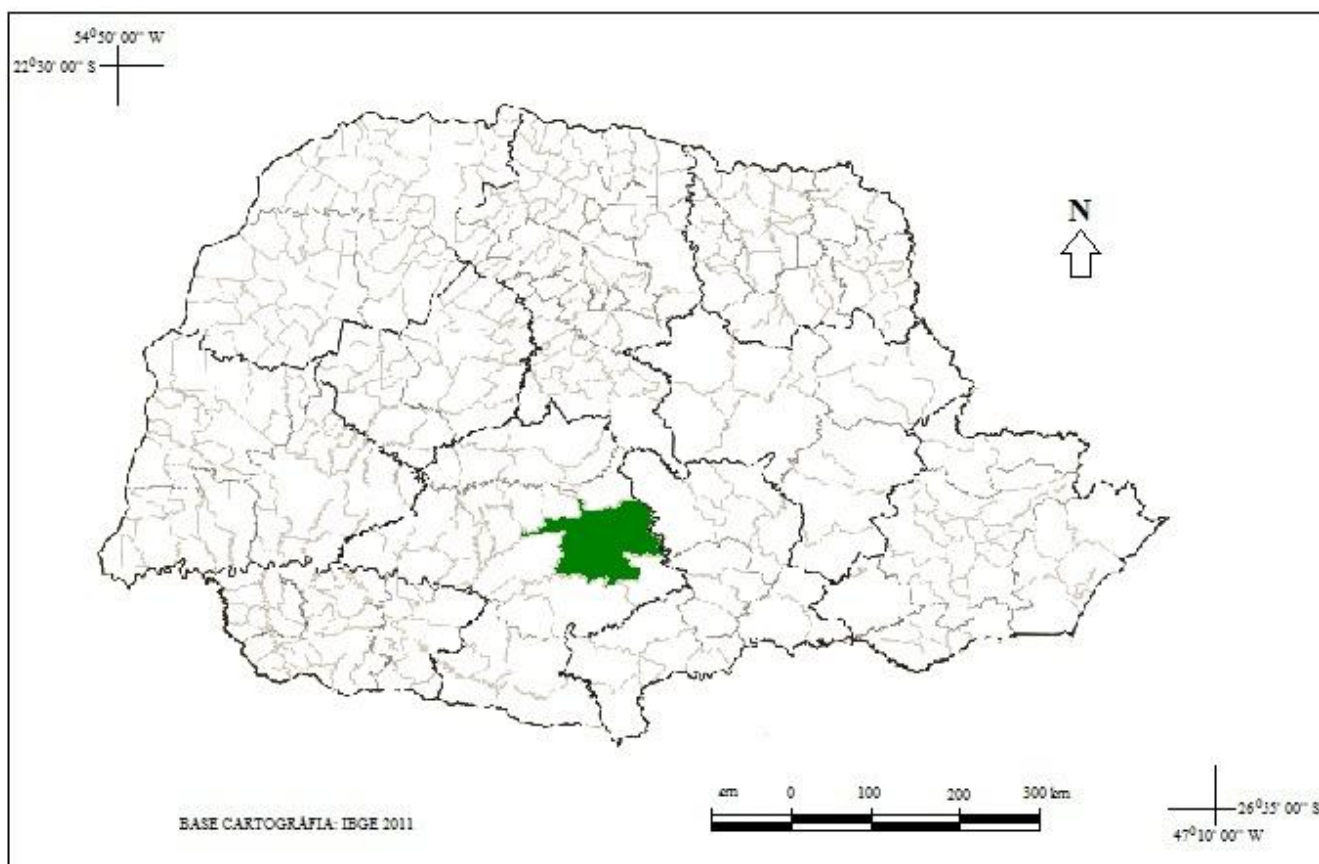 54⁰50' 00" W
22⁰30' 00" S
N
km 0 100 200 300 km
BASE CARTOGRÁFIA: IBGE 2011
26⁰35' 00" S
47⁰10' 00" W